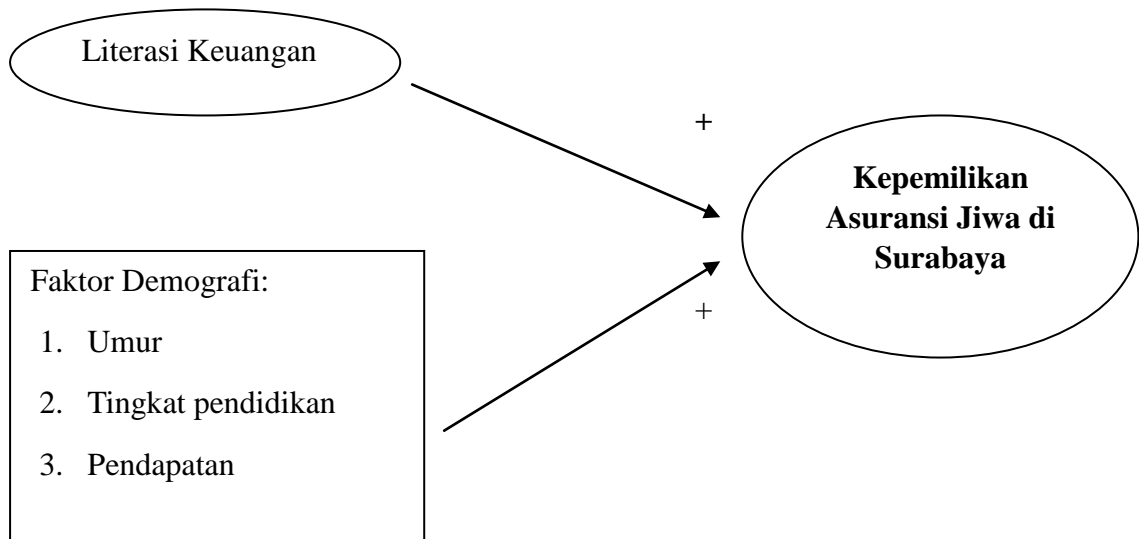 Literasi Keuangan
+
Kepemilikan
Asuransi Jiwa di
Surabaya
Faktor Demografi:
1. Umur
2. Tingkat pendidikan
3. Pendapatan
+